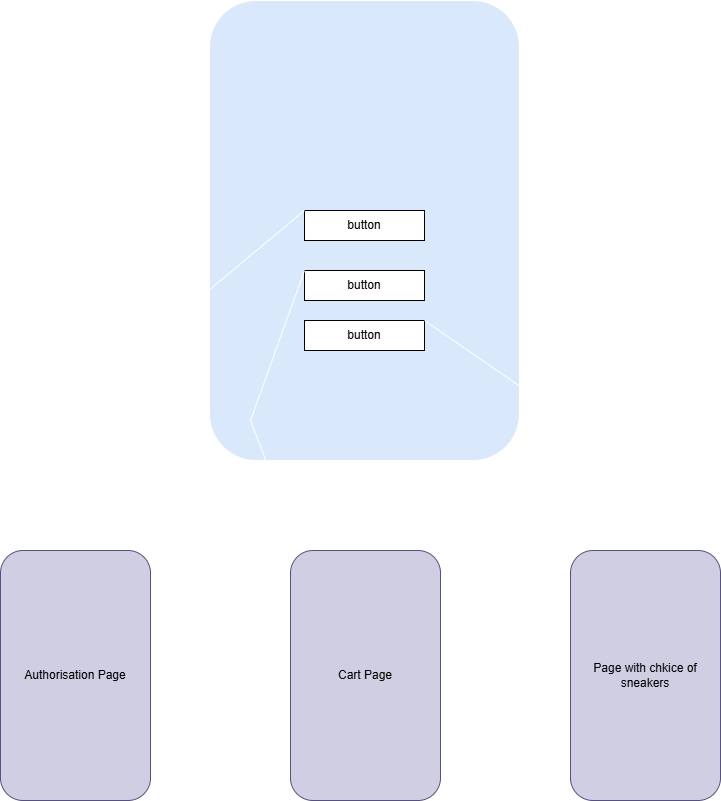 button
button
button
Authorisation Page
Cart Page
Page with chkice of
sneakers